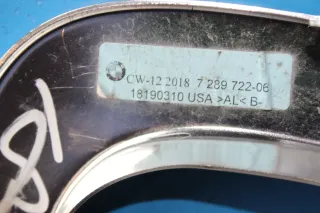 CW-12 2018 7 289 722-06
18190310 USA >AL< B-